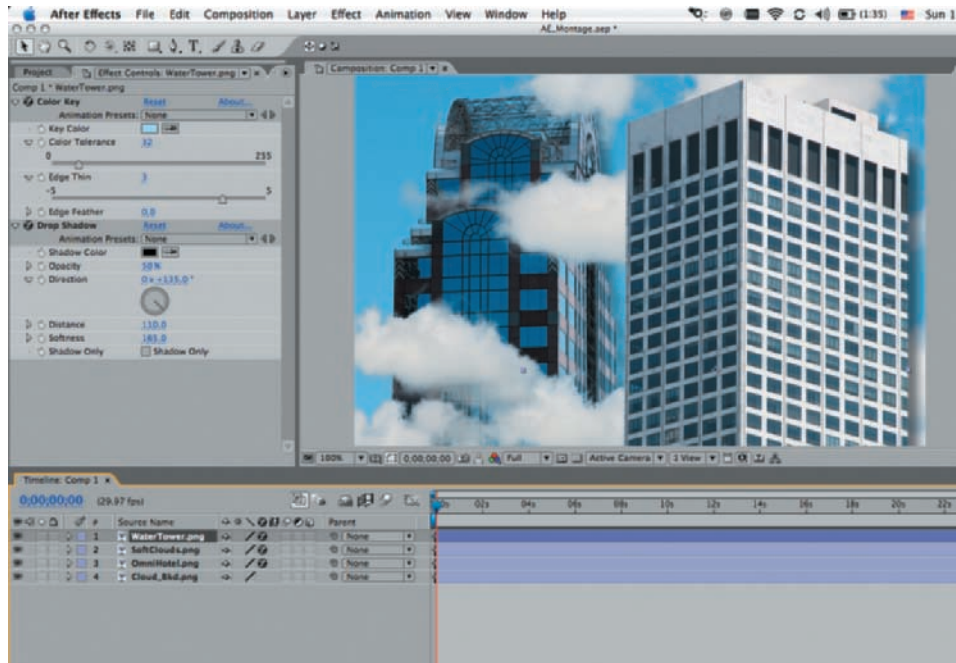 After Effects File Edit Composition Layer Effect Animation View Window Help (1:35) Sun 1
AE_Montage.aep *
Project Effect Controls: WaterTower.png
Composition: Comp 1
Comp 1 * WaterTower.png
Color Key Reset About...
Animation Presets: None
Key Color
Color Tolerance 32
0 255
Edge Thin 3
-5 5
Edge Feather 0.0
Drop Shadow Reset About...
Animation Presets: None
Shadow Color
Opacity 50%
Direction 0 x +135.0°
Distance 110.0
Softness 165.0
Shadow Only Shadow Only
100% 0;00;00;00 Full Active Camera 1 View
Timeline: Comp 1
0;00;00;00 (29.97 fps)
02s 04s 06s 08s 10s 12s 14s 16s 18s 20s 22s
# Source Name Parent
1 WaterTower.png None
2 SoftClouds.png None
3 OmniHotel.png None
4 Cloud_Bkd.png None